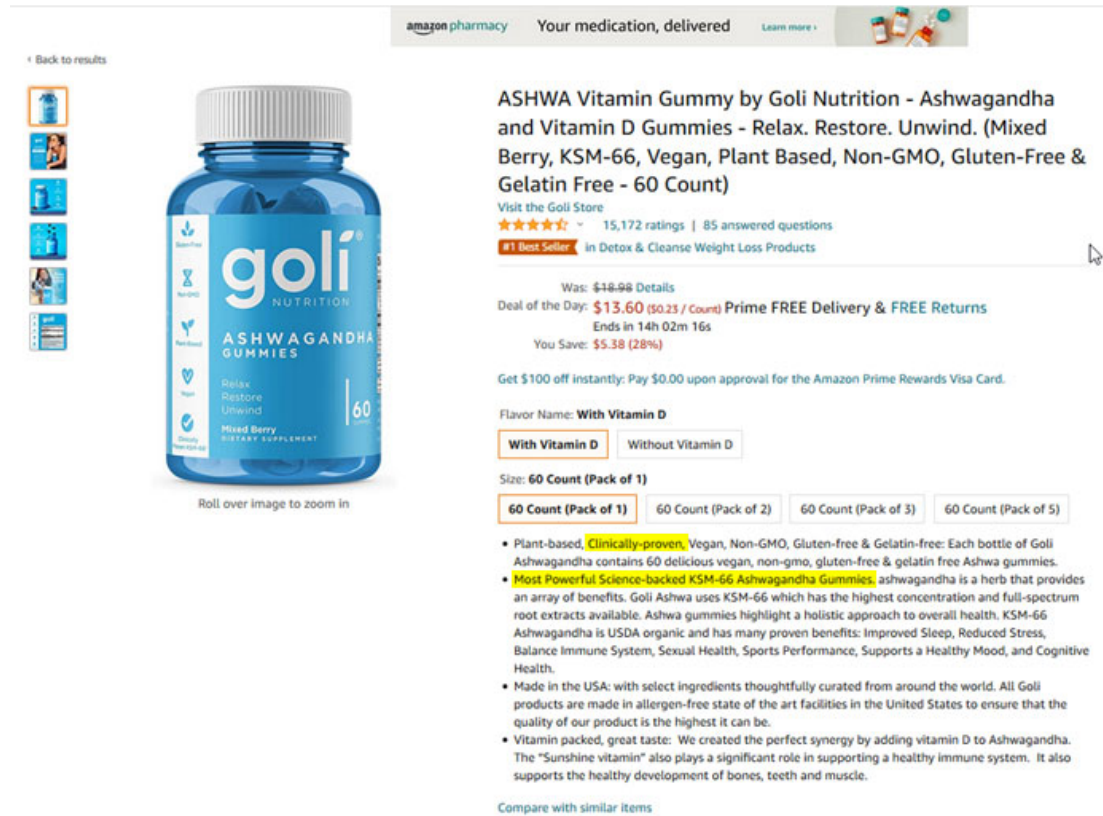 amazon pharmacy Your medication, delivered Learn more ›
‹ Back to results
ASHWA Vitamin Gummy by Goli Nutrition - Ashwagandha
and Vitamin D Gummies - Relax. Restore. Unwind. (Mixed
Berry, KSM-66, Vegan, Plant Based, Non-GMO, Gluten-Free &
Gelatin Free - 60 Count)
Visit the Goli Store
15,172 ratings | 85 answered questions
#1 Best Seller in Detox & Cleanse Weight Loss Products
Was: $18.98 Details
Deal of the Day: $13.60 ($0.23 / Count) Prime FREE Delivery & FREE Returns
Ends in 14h 02m 16s
You Save: $5.38 (28%)
Get $100 off instantly: Pay $0.00 upon approval for the Amazon Prime Rewards Visa Card.
Flavor Name: With Vitamin D
With Vitamin D Without Vitamin D
Size: 60 Count (Pack of 1)
60 Count (Pack of 1) 60 Count (Pack of 2) 60 Count (Pack of 3) 60 Count (Pack of 5)
• Plant-based, Clinically-proven, Vegan, Non-GMO, Gluten-free & Gelatin-free: Each bottle of Goli
Ashwagandha contains 60 delicious vegan, non-gmo, gluten-free & gelatin free Ashwa gummies.
• Most Powerful Science-backed KSM-66 Ashwagandha Gummies. ashwagandha is a herb that provides
an array of benefits. Goli Ashwa uses KSM-66 which has the highest concentration and full-spectrum
root extracts available. Ashwa gummies highlight a holistic approach to overall health. KSM-66
Ashwagandha is USDA organic and has many proven benefits: Improved Sleep, Reduced Stress,
Balance Immune System, Sexual Health, Sports Performance, Supports a Healthy Mood, and Cognitive
Health.
• Made in the USA: with select ingredients thoughtfully curated from around the world. All Goli
products are made in allergen-free state of the art facilities in the United States to ensure that the
quality of our product is the highest it can be.
• Vitamin packed, great taste: We created the perfect synergy by adding vitamin D to Ashwagandha.
The "Sunshine vitamin" also plays a significant role in supporting a healthy immune system. It also
supports the healthy development of bones, teeth and muscle.
Compare with similar items
goli®
NUTRITION
ASHWAGANDHA
GUMMIES
Relax
Restore
Unwind
60
Mixed Berry
DIETARY SUPPLEMENT
Gluten-Free
Non-GMO
Plant-Based
Vegan
Clinically
Roll over image to zoom in